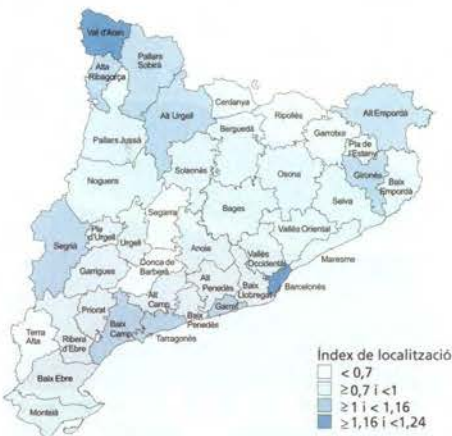 Val d'Aran
Pallars
Sobirà
Alta
Ribagorça
Alt Urgell
Cerdanya
Ripollès
Alt Empordà
Berguedà
Garrotxa
Pla de
l'Estany
Pallars Jussà
Solsonès
Gironès
Baix
Empordà
Noguera
Osona
Selva
Bages
Segarra
Vallès Oriental
Segrià
Pla
d'Urgell
Urgell
Anoia
Vallès
Occidental
Maresme
Garrigues
Conca de
Barberà
Alt
Penedès
Baix
Llobregat
Barcelonès
Priorat
Alt
Camp
Garraf
Terra
Alta
Ribera
d'Ebre
Baix
Camp
Baix
Penedès
Tarragonès
Baix Ebre
Montsià
Índex de localització
< 0,7
≥0,7 i <1
≥1 i < 1,16
≥1,16 i <1,24